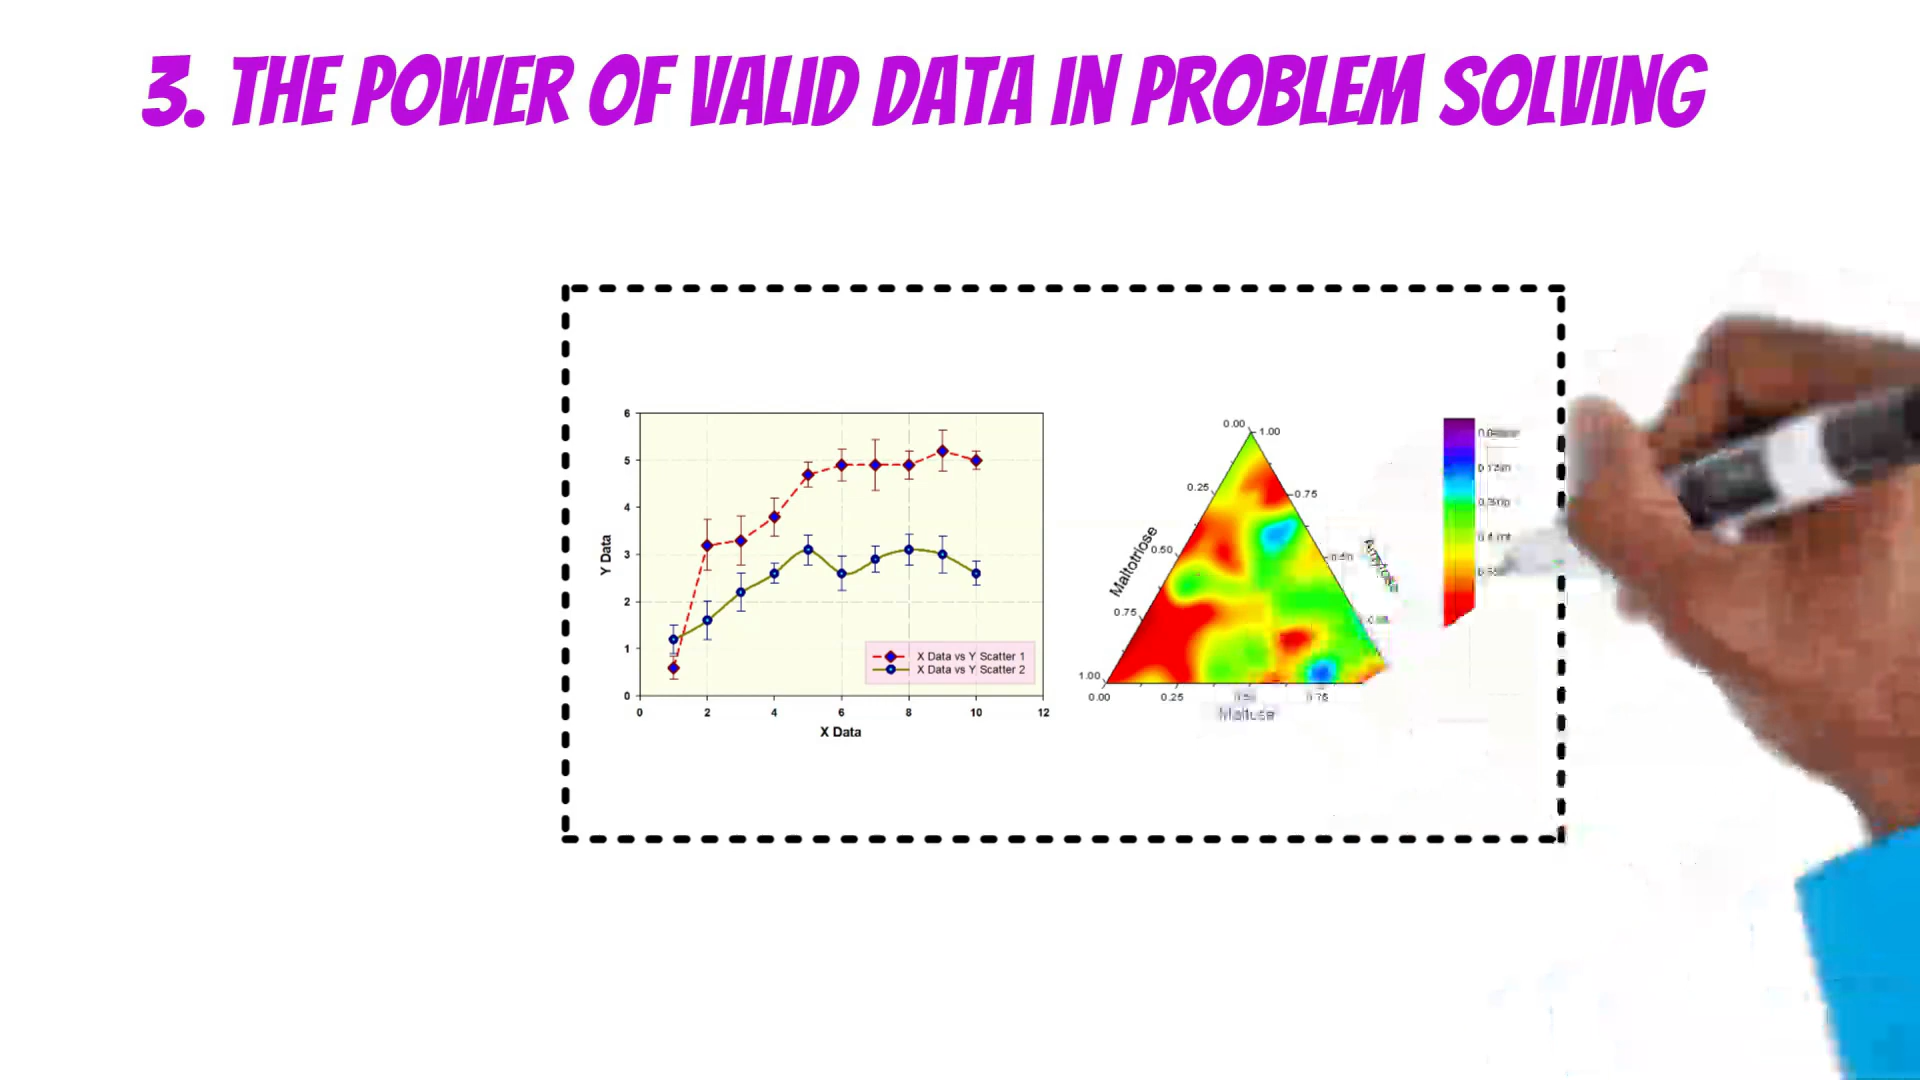 3. THE POWER OF VALID DATA IN PROBLEM SOLVING
6
5
4
3
2
1
0
0 2 4 6 8 10 12
Y Data
X Data
X Data vs Y Scatter 1
X Data vs Y Scatter 2
0.00 1.00
0.25 0.75
0.50
0.75
1.00
0.00 0.25 0.75
Maltotriose